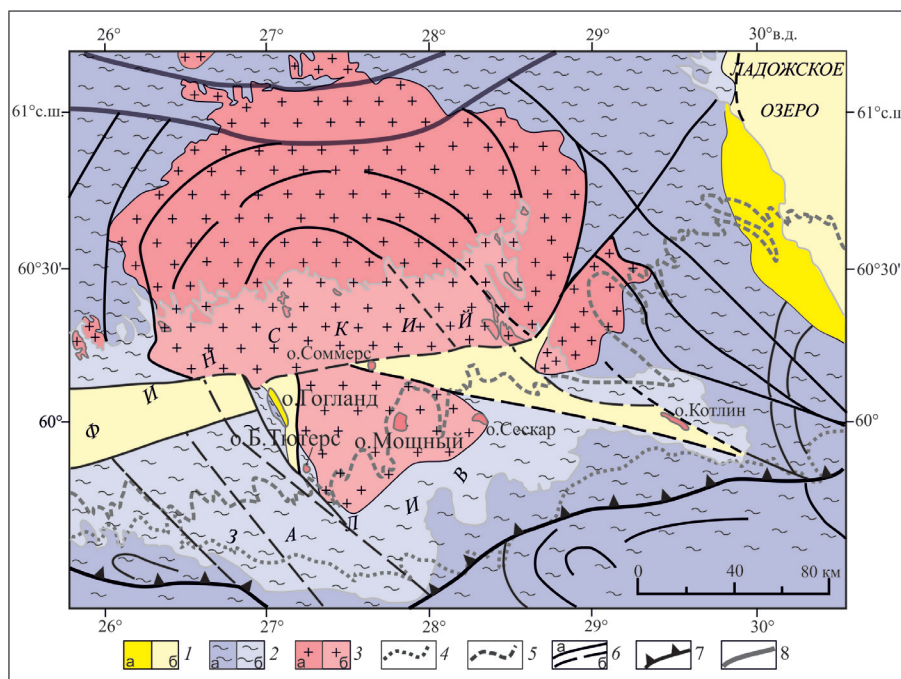 26° 27° 28° 29° 30°в.д.
ЛАДОЖСКОЕ
ОЗЕРО
61°с.ш. 61°с.ш.
60°30' 60°30'
Ф И Н С К И Й
о.Соммерс
о.Гогланд
о.Котлин
60° 60°
о.Б.Тютерс
о.Мощный
о.Сескар
З А Л И В
0 40 80 км
26° 27° 28° 29° 30°
а б 1 а б 2 а б 3 4 5 а б 6 7 8